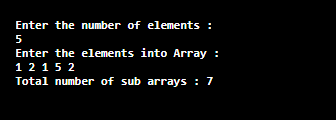 Enter the number of elements :
5
Enter the elements into Array :
1 2 1 5 2
Total number of sub arrays : 7